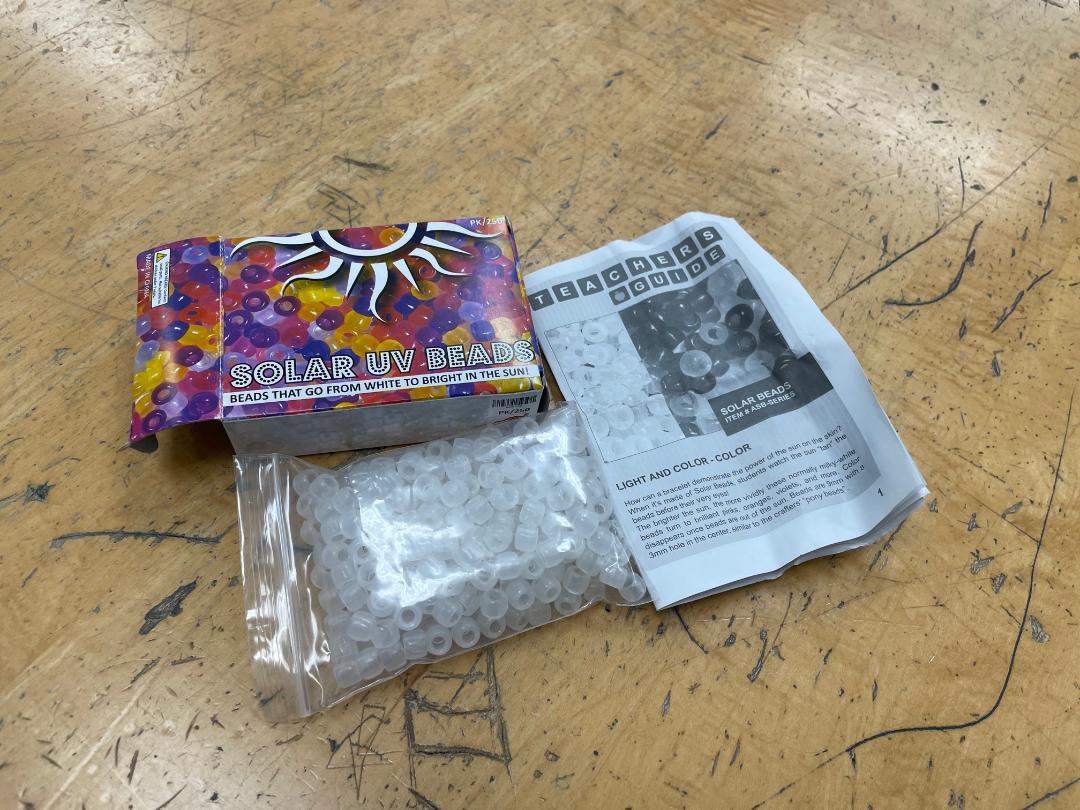 PK/250
MADE IN CHINA
SOLAR UV BEADS
BEADS THAT GO FROM WHITE TO BRIGHT IN THE SUN!
PK/250
TEACHERS
GUIDE
SOLAR BEADS
ITEM # ASB-SERIES
LIGHT AND COLOR - COLOR
How can a bracelet demonstrate the power of the sun on the skin?
When it's made of Solar Beads, students watch the sun "tan" the
beads before their very eyes!
The brighter the sun, the more vividly these normally milky-white
beads turn to brilliant pinks, oranges, violets, and more. Color
disappears once beads are out of the sun. Beads are 9mm with a
3mm hole in the center, similar to the crafters' "pony beads".
1